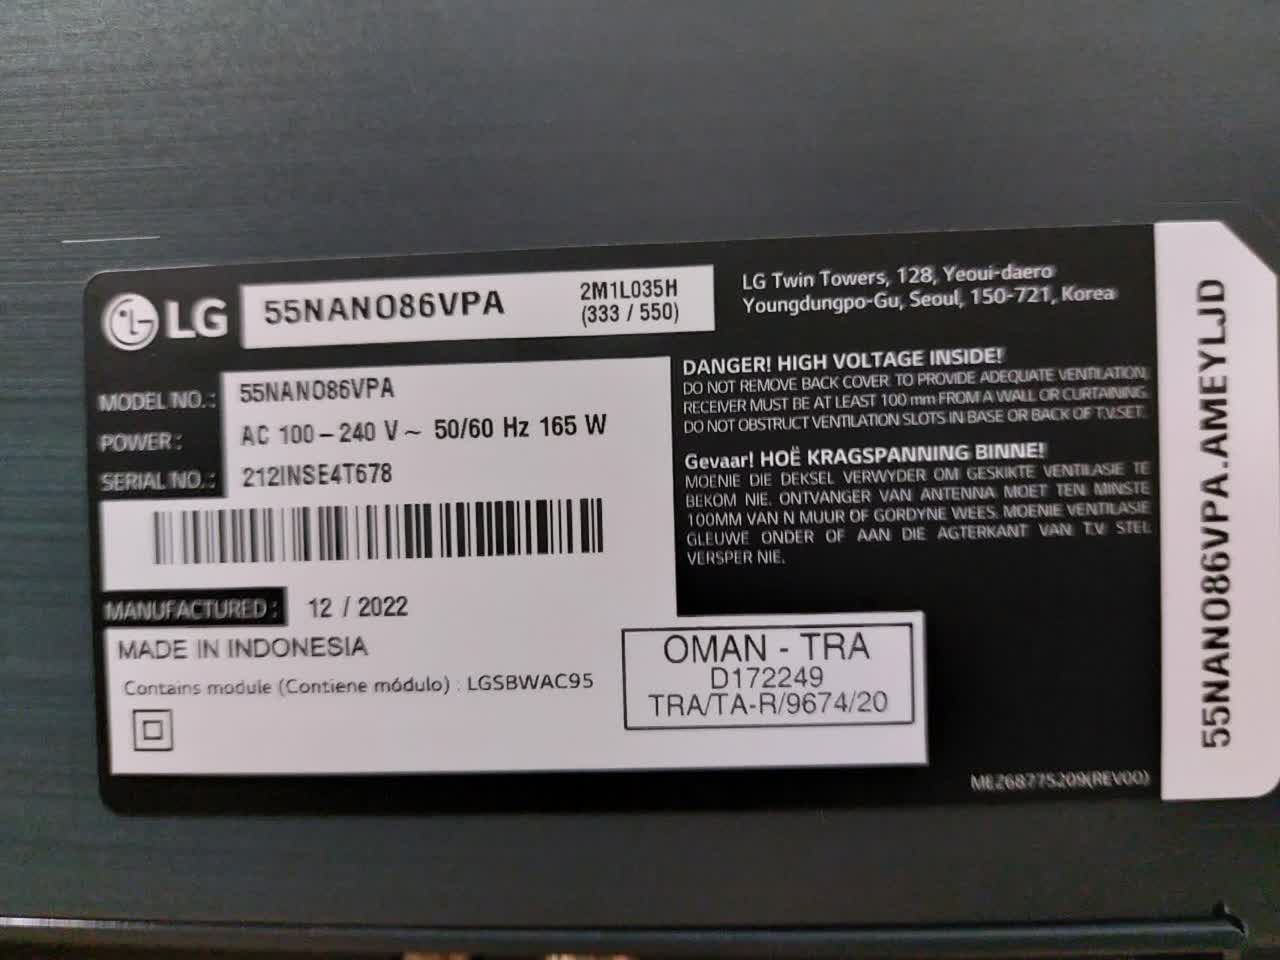 LG
55NANO86VPA
2M1L035H
(333 / 550)
LG Twin Towers, 128, Yeoui-daero
Youngdungpo-Gu, Seoul, 150-721, Korea
MODEL NO.: 55NANO86VPA
POWER : AC 100 – 240 V ~ 50/60 Hz 165 W
SERIAL NO. : 212INSE4T678
MANUFACTURED : 12 / 2022
MADE IN INDONESIA
Contains module (Contiene módulo) : LGSBWAC95
DANGER! HIGH VOLTAGE INSIDE!
DO NOT REMOVE BACK COVER. TO PROVIDE ADEQUATE VENTILATION,
RECEIVER MUST BE AT LEAST 100 mm FROM A WALL OR CURTAINING.
DO NOT OBSTRUCT VENTILATION SLOTS IN BASE OR BACK OF T.V.SET.
Gevaar! HOË KRAGSPANNING BINNE!
MOENIE DIE DEKSEL VERWYDER OM GESKIKTE VENTILASIE TE
BEKOM NIE. ONTVANGER VAN ANTENNA MOET TEN MINSTE
100MM VAN N MUUR OF GORDYNE WEES. MOENIE VENTILASIE
GLEUWE ONDER OF AAN DIE AGTERKANT VAN T.V STEL
VERSPER NIE.
OMAN - TRA
D172249
TRA/TA-R/9674/20
MEZ68775209(REV00)
55NANO86VPA.AMEYLJD